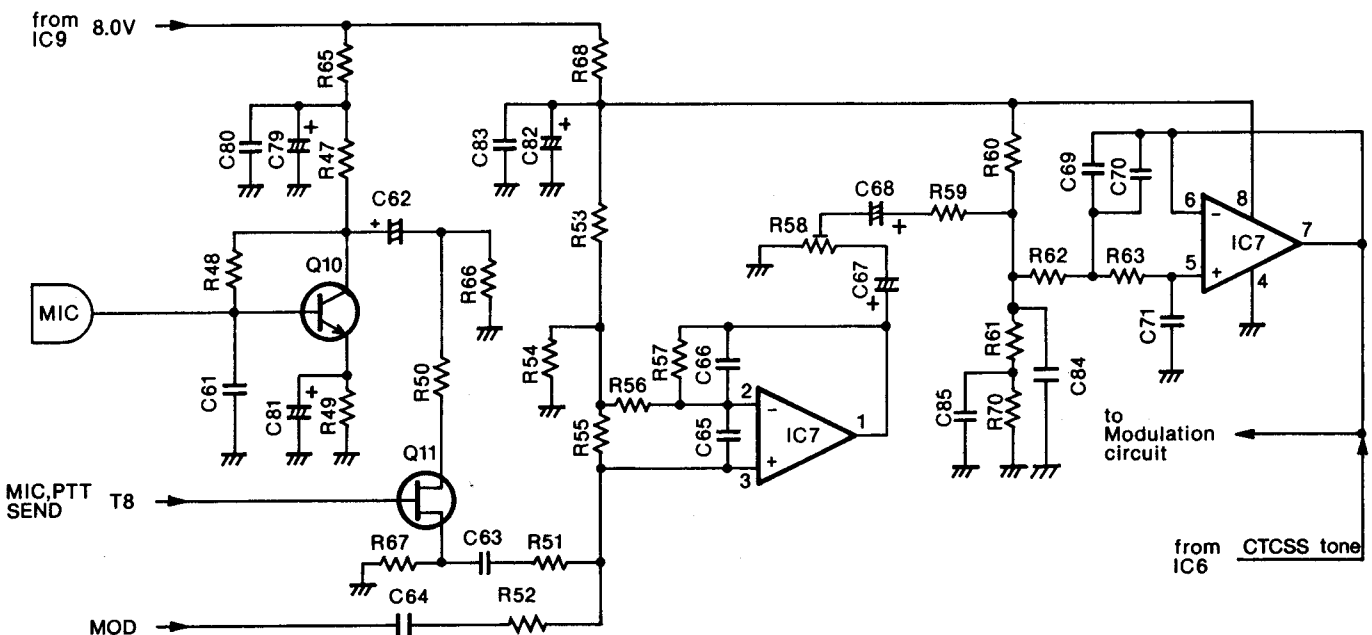 from IC9 8.0V
R65
R68
C80
C79
+
R47
C83
C82
+
R60
C69
C70
C62
+
C68
+
R59
R58
R53
R48
Q10
R66
C67
+
R62
R63
6
-
5
+
8
IC7
7
4
MIC
C71
R54
R57
C66
R61
C84
C61
C81
+
R49
R50
R56
C65
R55
2
-
3
+
IC7
1
C85
R70
to
Modulation
circuit
Q11
MIC,PTT
SEND
T8
R67
C63
R51
from
IC6
CTCSS tone
C64
R52
MOD